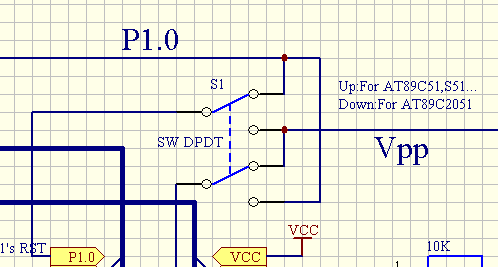 P1.0
S1
Up:For AT89C51,S51...
Down:For AT89C2051
SW DPDT
Vpp
VCC
1's RST
P1.0
VCC
10K
1